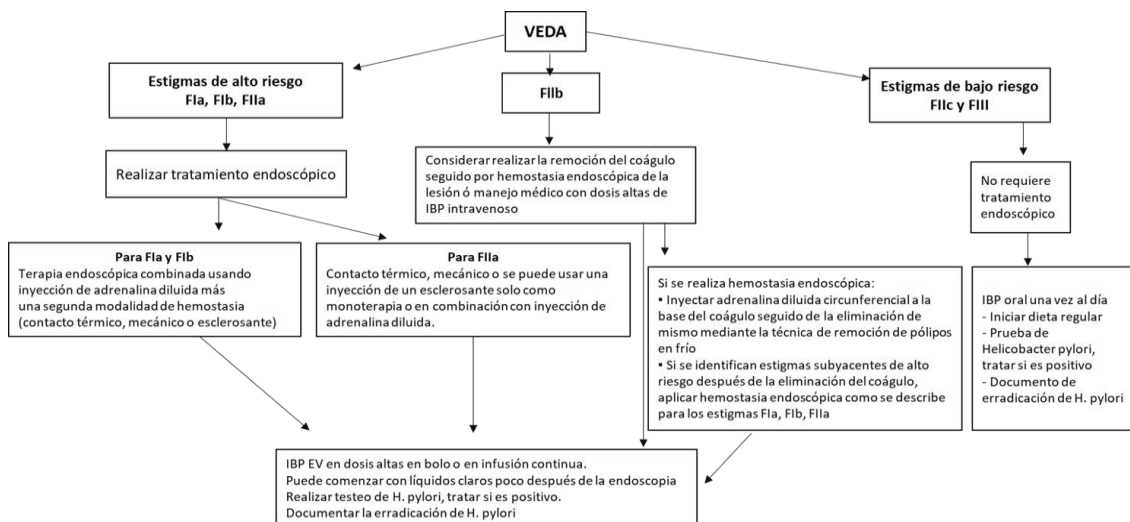 VEDA
Estigmas de alto riesgo
FIa, FIb, FIIa
FIIb
Estigmas de bajo riesgo
FIIc y FIII
Realizar tratamiento endoscópico
Considerar realizar la remoción del coágulo
seguido por hemostasia endoscópica de la
lesión ó manejo médico con dosis altas de
IBP intravenoso
No requiere
tratamiento
endoscópico
Para FIa y FIb
Terapia endoscópica combinada usando
inyección de adrenalina diluida más
una segunda modalidad de hemostasia
(contacto térmico, mecánico o esclerosante)
Para FIIa
Contacto térmico, mecánico o se puede usar una
inyección de un esclerosante solo como
monoterapia o en combinación con inyección de
adrenalina diluida.
Si se realiza hemostasia endoscópica:
▪ Inyectar adrenalina diluida circunferencial a la
base del coágulo seguido de la eliminación de
mismo mediante la técnica de remoción de pólipos
en frío
▪ Si se identifican estigmas subyacentes de alto
riesgo después de la eliminación del coágulo,
aplicar hemostasia endoscópica como se describe
para los estigmas FIa, FIb, FIIa
IBP oral una vez al día
- Iniciar dieta regular
- Prueba de
Helicobacter pylori,
tratar si es positivo
- Documento de
erradicación de H. pylori
IBP EV en dosis altas en bolo o en infusión continua.
Puede comenzar con líquidos claros poco después de la endoscopia
Realizar testeo de H. pylori, tratar si es positivo.
Documentar la erradicación de H. pylori